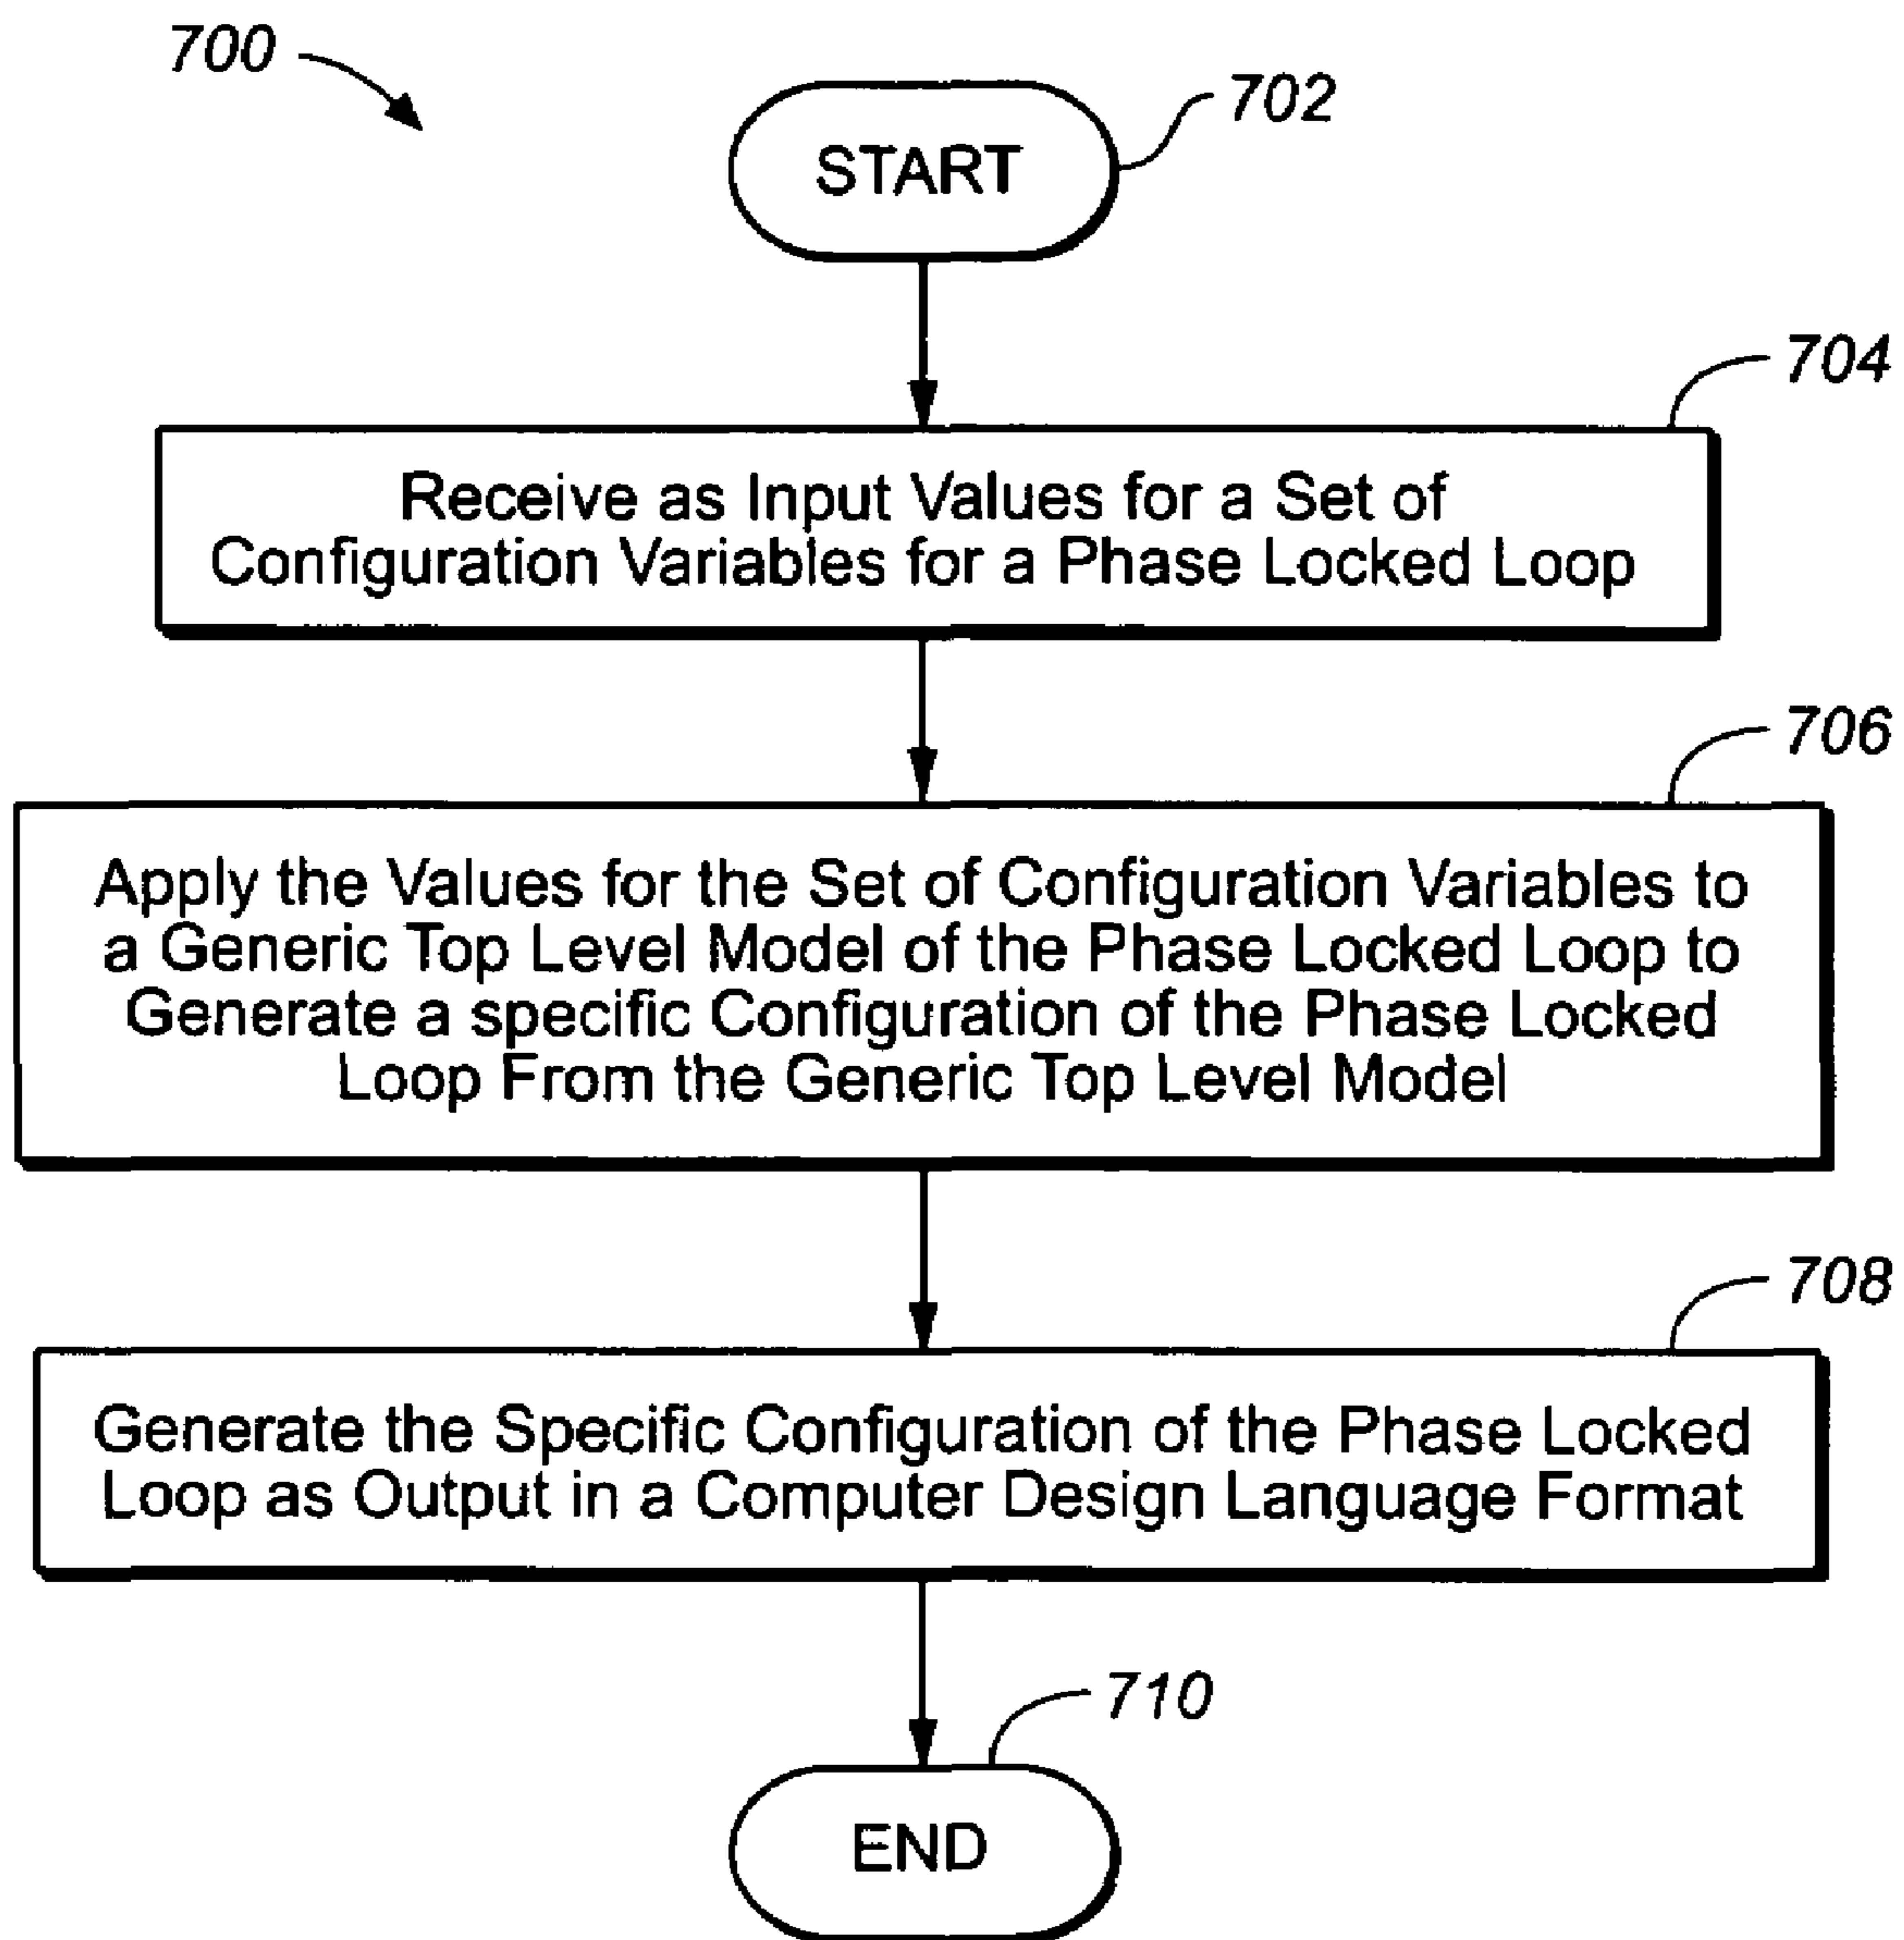 700
START
702
704
Receive as Input Values for a Set of
Configuration Variables for a Phase Locked Loop
706
Apply the Values for the Set of Configuration Variables to
a Generic Top Level Model of the Phase Locked Loop to
Generate a specific Configuration of the Phase Locked
Loop From the Generic Top Level Model
708
Generate the Specific Configuration of the Phase Locked
Loop as Output in a Computer Design Language Format
710
END